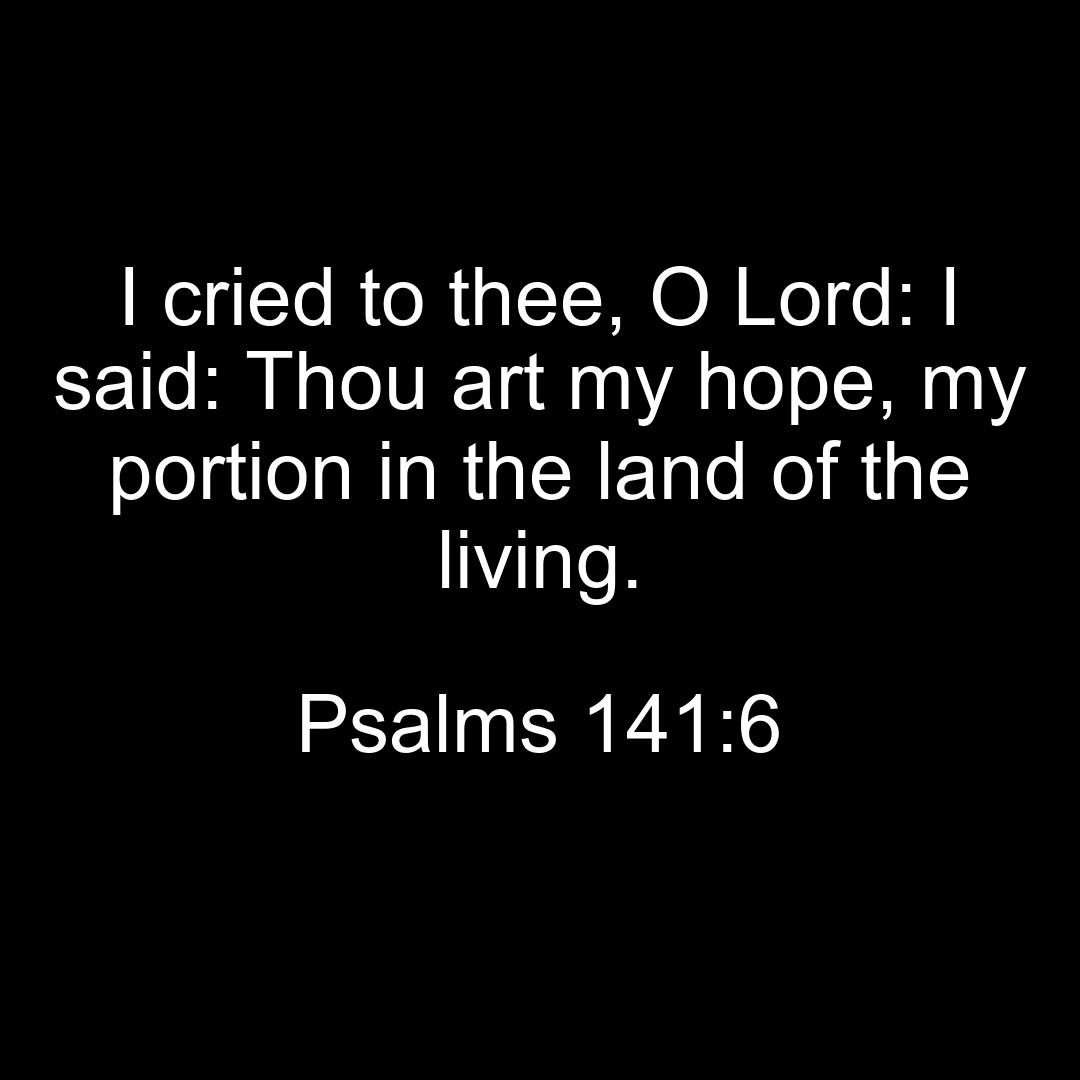 I cried to thee, O Lord: I
said: Thou art my hope, my
portion in the land of the
living.
Psalms 141:6